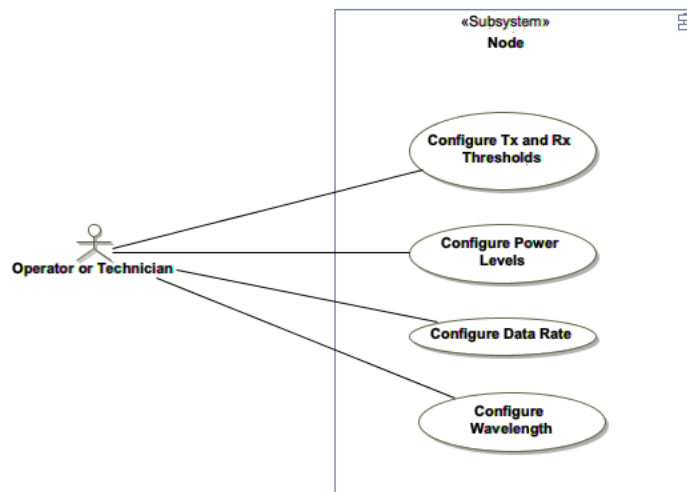 «Subsystem»
Node
Configure Tx and Rx
Thresholds
Configure Power
Levels
Operator or Technician
Configure Data Rate
Configure
Wavelength